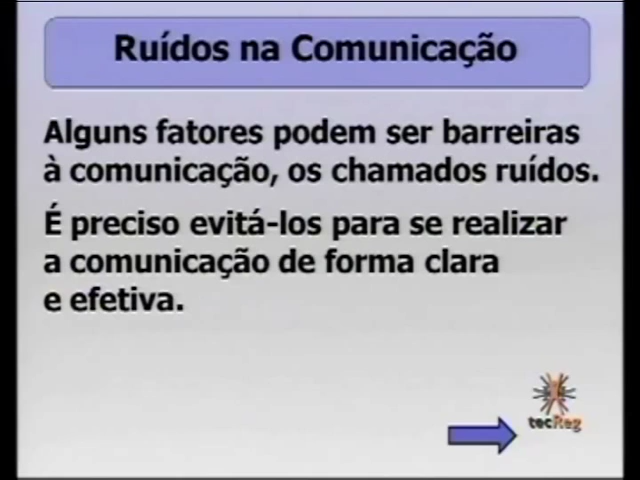 Ruídos na Comunicação
Alguns fatores podem ser barreiras
à comunicação, os chamados ruídos.
É preciso evitá-los para se realizar
a comunicação de forma clara
e efetiva.
tecReg